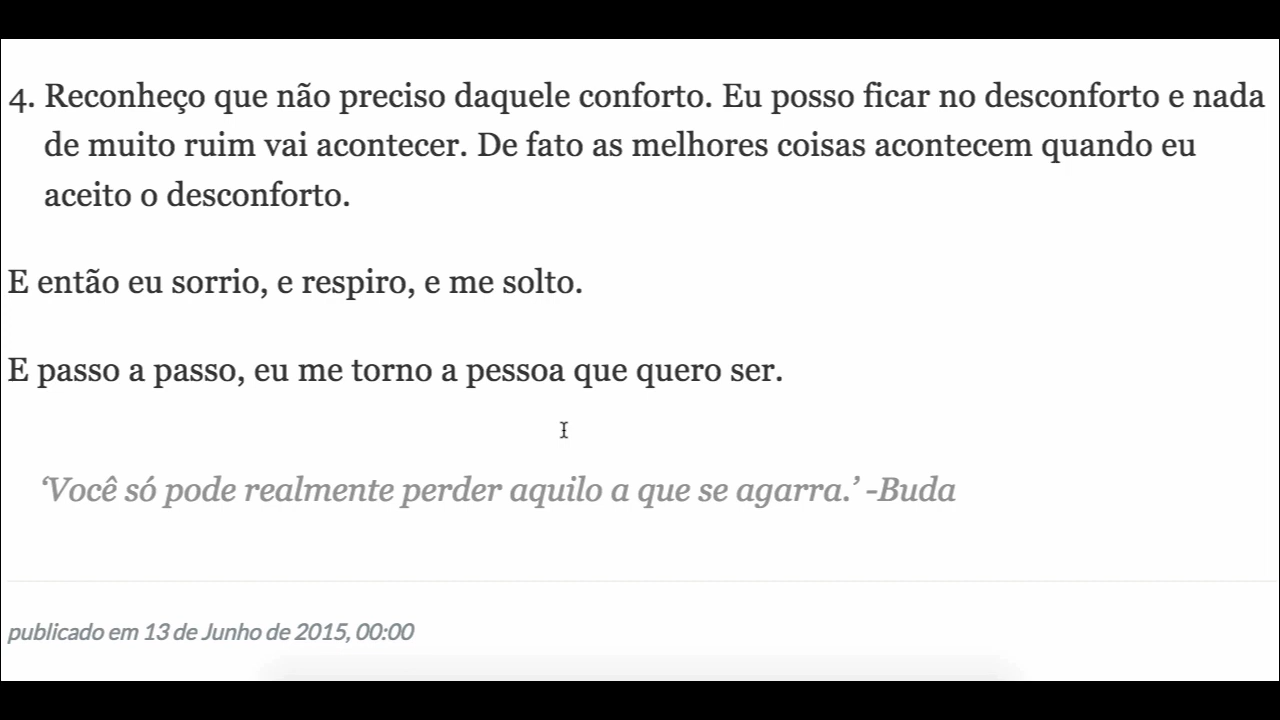 4. Reconheço que não preciso daquele conforto. Eu posso ficar no desconforto e nada
de muito ruim vai acontecer. De fato as melhores coisas acontecem quando eu
aceito o desconforto.
E então eu sorrio, e respiro, e me solto.
E passo a passo, eu me torno a pessoa que quero ser.
‘Você só pode realmente perder aquilo a que se agarra.’ -Buda
publicado em 13 de Junho de 2015, 00:00